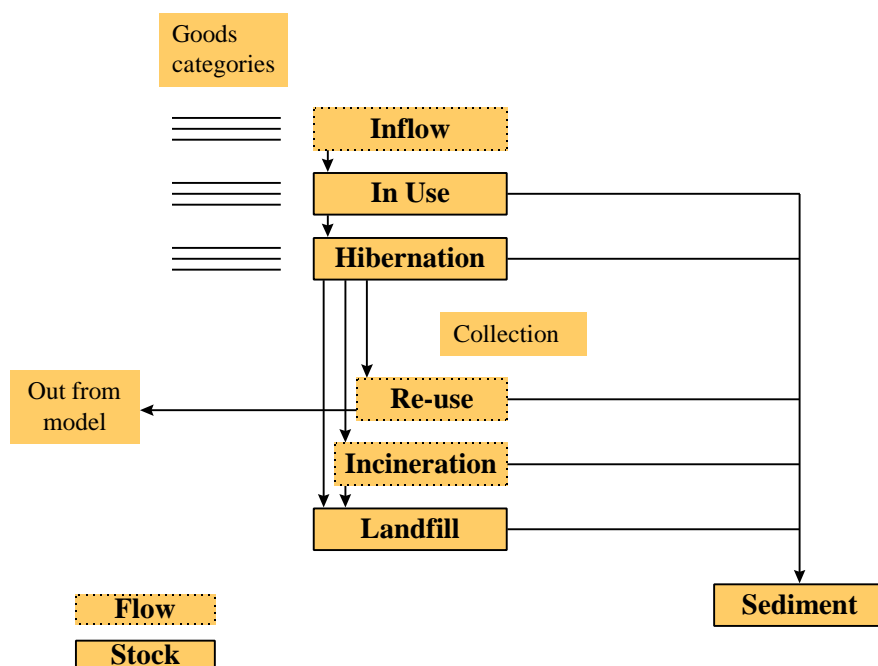 Goods
categories
Inflow
In Use
Hibernation
Collection
Out from
model
Re-use
Incineration
Landfill
Sediment
Flow
Stock